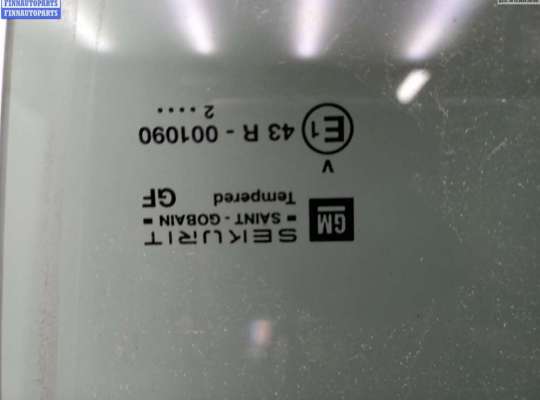 FINNAUTOPARTS
FINNAUTOPARTS
GM SEKURIT
= SAINT - GOBAIN =
Tempered GF
V
E1 43 R - 001090
2 ....